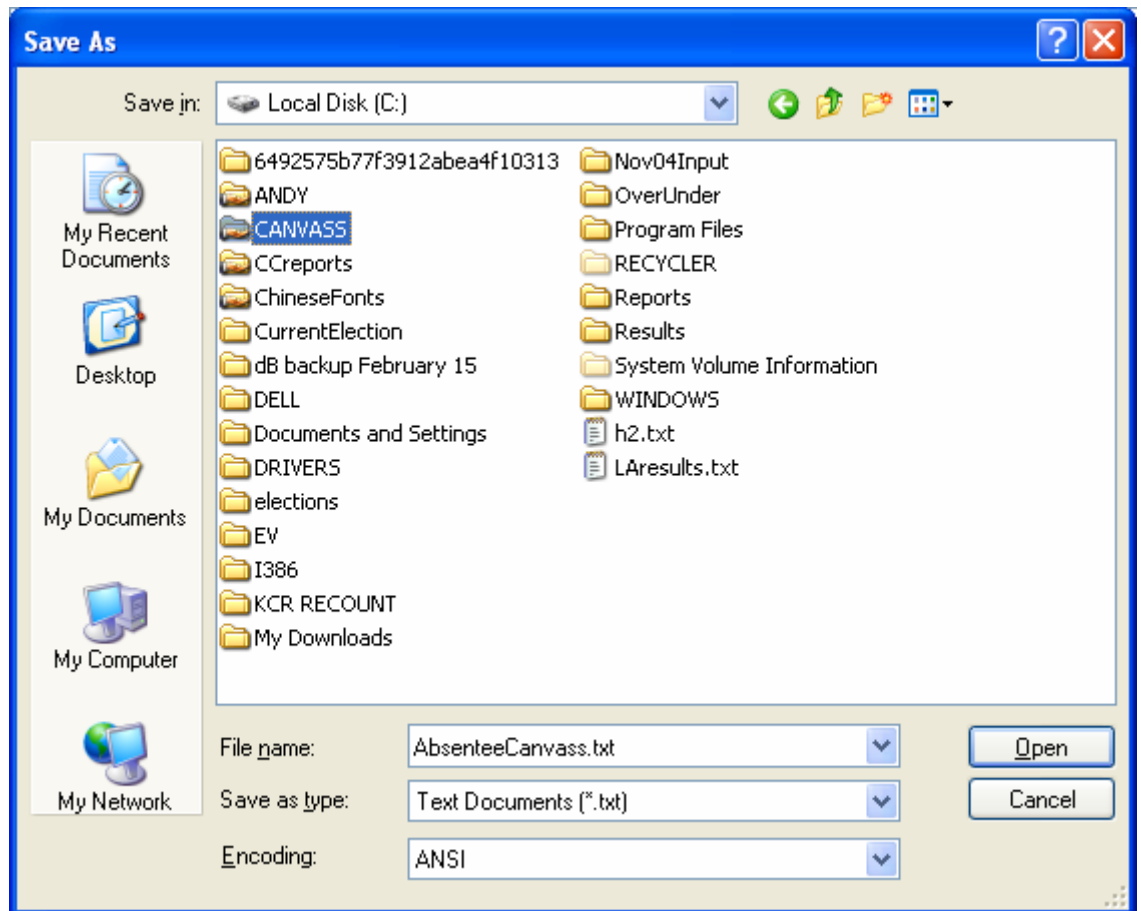 Save As
Save in: Local Disk (C:)
My Recent Documents
Desktop
My Documents
My Computer
My Network
6492575b77f3912abea4f10313
ANDY
CANVASS
CCreports
ChineseFonts
CurrentElection
dB backup February 15
DELL
Documents and Settings
DRIVERS
elections
EV
I386
KCR RECOUNT
My Downloads
Nov04Input
OverUnder
Program Files
RECYCLER
Reports
Results
System Volume Information
WINDOWS
h2.txt
LAresults.txt
File name: AbsenteeCanvass.txt Open
Save as type: Text Documents (*.txt) Cancel
Encoding: ANSI